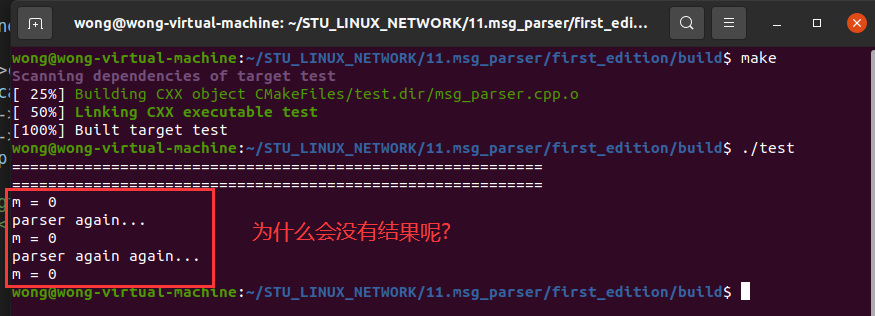 wong@wong-virtual-machine: ~/STU_LINUX_NETWORK/11.msg_parser/first_edi...
wong@wong-virtual-machine:~/STU_LINUX_NETWORK/11.msg_parser/first_edition/build$ make
Scanning dependencies of target test
[ 25%] Building CXX object CMakeFiles/test.dir/msg_parser.cpp.o
[ 50%] Linking CXX executable test
[100%] Built target test
wong@wong-virtual-machine:~/STU_LINUX_NETWORK/11.msg_parser/first_edition/build$ ./test
===========================================================
===========================================================
m = 0
parser again...
m = 0
为什么会没有结果呢?
parser again again...
m = 0
wong@wong-virtual-machine:~/STU_LINUX_NETWORK/11.msg_parser/first_edition/build$